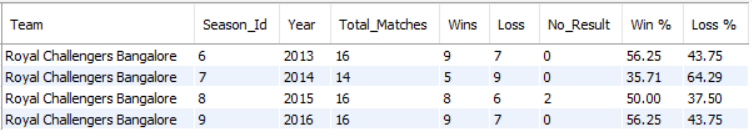 Team Season_Id Year Total_Matches Wins Loss No_Result Win % Loss %
Royal Challengers Bangalore 6 2013 16 9 7 0 56.25 43.75
Royal Challengers Bangalore 7 2014 14 5 9 0 35.71 64.29
Royal Challengers Bangalore 8 2015 16 8 6 2 50.00 37.50
Royal Challengers Bangalore 9 2016 16 9 7 0 56.25 43.75